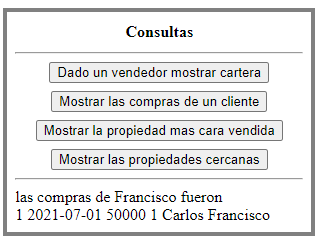 Consultas
Dado un vendedor mostrar cartera
Mostrar las compras de un cliente
Mostrar la propiedad mas cara vendida
Mostrar las propiedades cercanas
las compras de Francisco fueron
1 2021-07-01 50000 1 Carlos Francisco